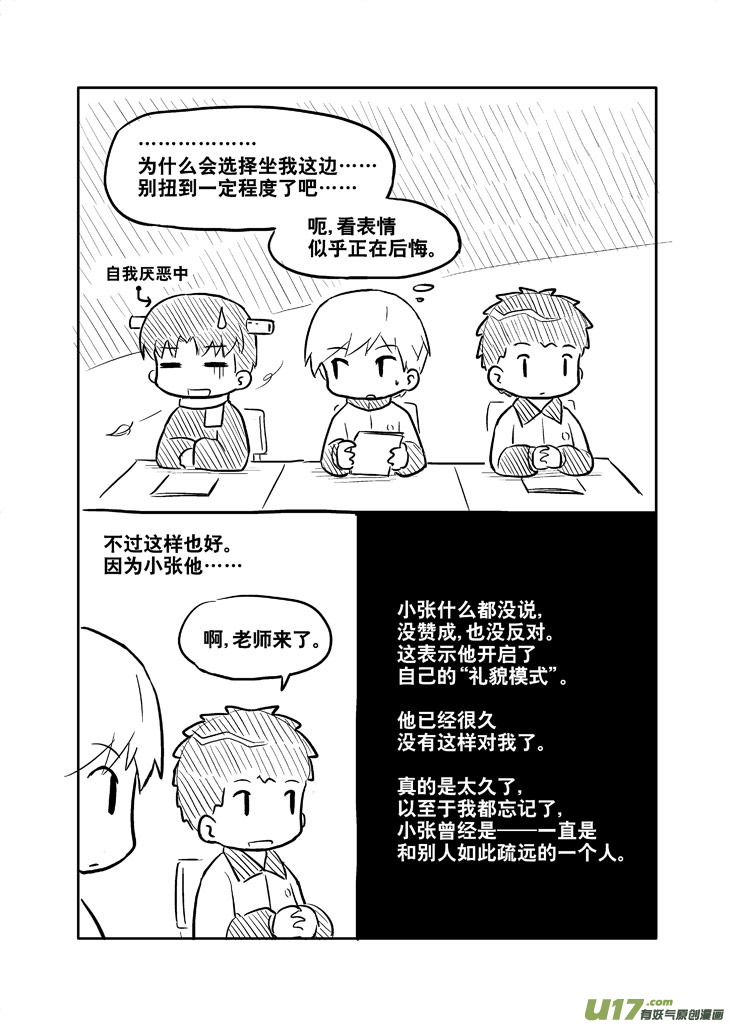 ………………
为什么会选择坐我这边……
别扭到一定程度了吧……
呃,看表情
似乎正在后悔。
自我厌恶中
不过这样也好。
因为小张他……
啊,老师来了。
小张什么都没说,
没赞成,也没反对。
这表示他开启了
自己的“礼貌模式”。
他已经很久
没有这样对我了。
真的是太久了,
以至于我都忘记了,
小张曾经是——一直是
和别人如此疏远的一个人。
U17.com
有妖气原创漫画